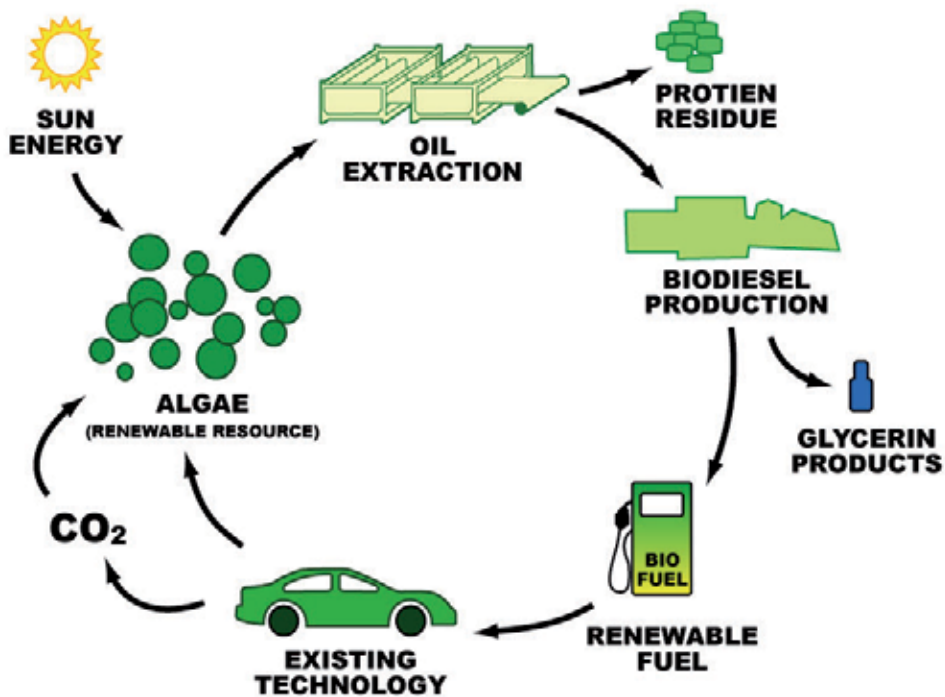 SUN
ENERGY
OIL
EXTRACTION
PROTIEN
RESIDUE
BIODIESEL
PRODUCTION
GLYCERIN
PRODUCTS
BIO
FUEL
RENEWABLE
FUEL
EXISTING
TECHNOLOGY
CO₂
ALGAE
(RENEWABLE RESOURCE)